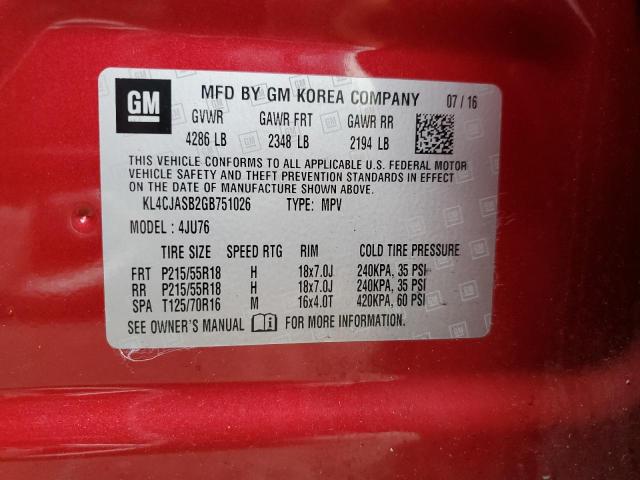 GM
MFD BY GM KOREA COMPANY 07 / 16
GVWR GAWR FRT GAWR RR
4286 LB 2348 LB 2194 LB
THIS VEHICLE CONFORMS TO ALL APPLICABLE U.S. FEDERAL MOTOR
VEHICLE SAFETY AND THEFT PREVENTION STANDARDS IN EFFECT
ON THE DATE OF MANUFACTURE SHOWN ABOVE.
KL4CJASB2GB751026 TYPE: MPV
MODEL : 4JU76
TIRE SIZE SPEED RTG RIM COLD TIRE PRESSURE
FRT P215/55R18 H 18x7.0J 240KPA, 35 PSI
RR P215/55R18 H 18x7.0J 240KPA, 35 PSI
SPA T125/70R16 M 16x4.0T 420KPA, 60 PSI
SEE OWNER'S MANUAL FOR MORE INFORMATION.